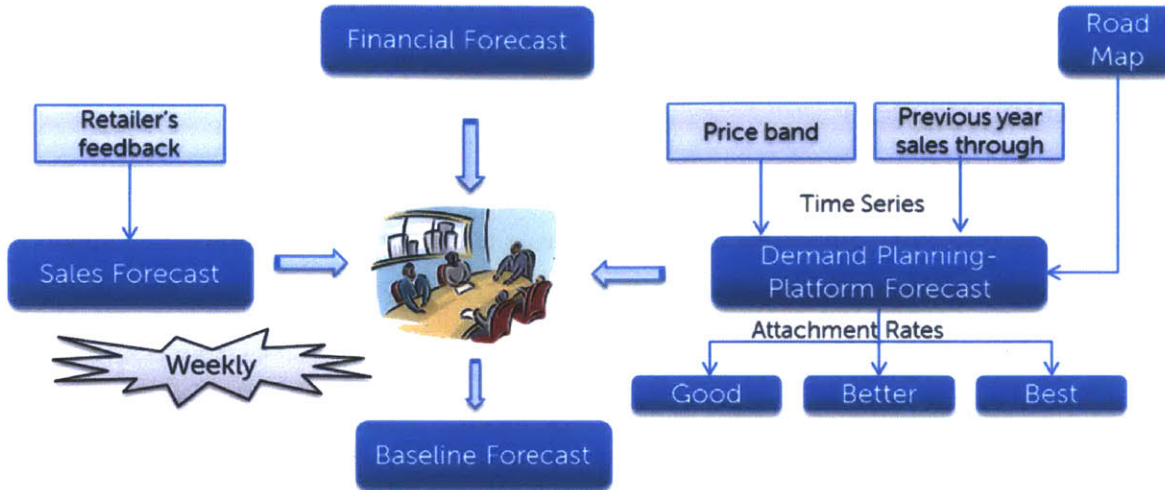 Financial Forecast
Road
Map
Retailer's
feedback
Price band
Previous year
sales through
Time Series
Sales Forecast
Demand Planning-
Platform Forecast
Weekly
Attachment Rates
Good
Better
Best
Baseline Forecast